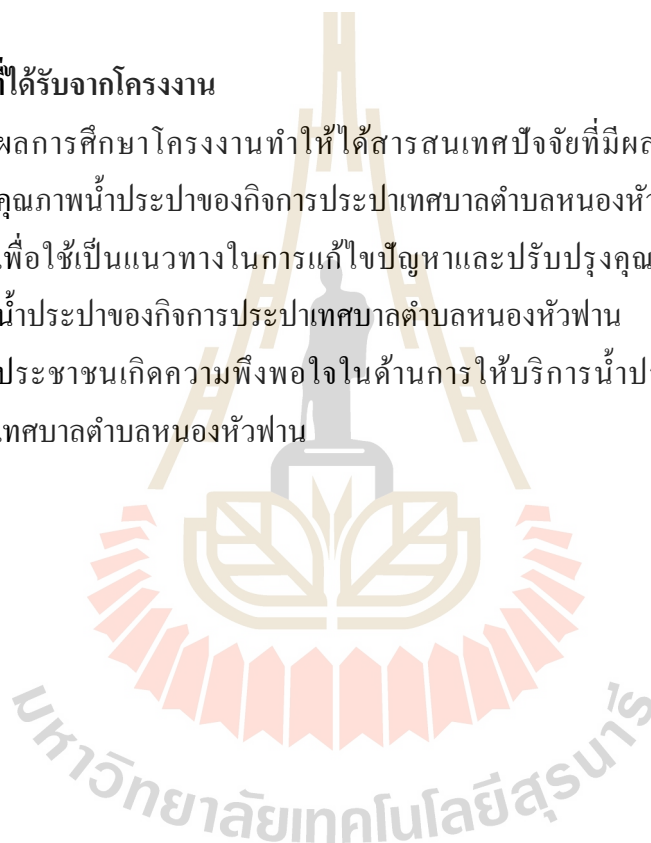 ที่ได้รับจากโครงงาน
ผลการศึกษาโครงงานทำให้ได้สารสนเทศปัจจัยที่มีผล
คุณภาพน้ำประปาของกิจการประปาเทศบาลตำบลหนองหัว
เพื่อใช้เป็นแนวทางในการแก้ไขปัญหาและปรับปรุงคุณ
น้ำประปาของกิจการประปาเทศบาลตำบลหนองหัวฟาน
ประชาชนเกิดความพึงพอใจในด้านการให้บริการน้ำปร
เทศบาลตำบลหนองหัวฟาน
มหาวิทยาลัยเทคโนโลยีสุรนารี